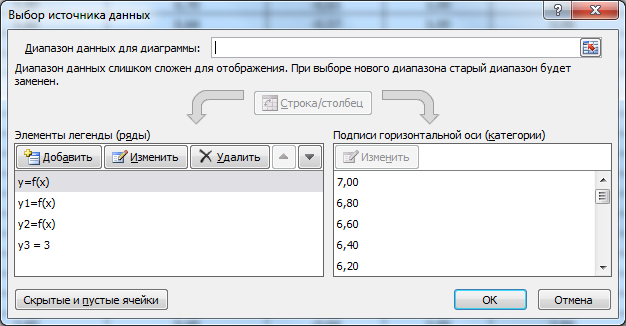 Выбор источника данных
Диапазон данных для диаграммы:
Диапазон данных слишком сложен для отображения. При выборе нового диапазона старый диапазон будет
заменен.
Строка/столбец
Элементы легенды (ряды)
Подписи горизонтальной оси (категории)
Добавить Изменить Удалить
Изменить
y=f(x)
y1=f(x)
y2=f(x)
y3 = 3
7,00
6,80
6,60
6,40
6,20
Скрытые и пустые ячейки
OK
Отмена